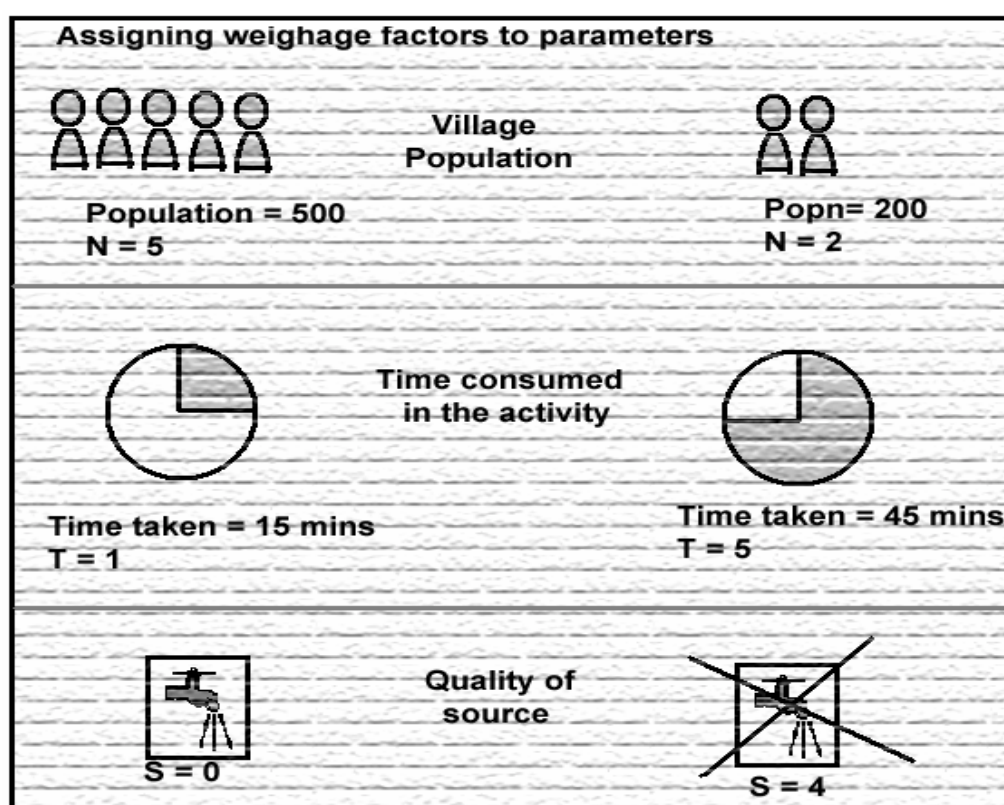 Assigning weighage factors to parameters
Village
Population
Population = 500
N = 5
Popn= 200
N = 2
Time consumed
in the activity
Time taken = 15 mins
T = 1
Time taken = 45 mins
T = 5
Quality of
source
S = 0
S = 4